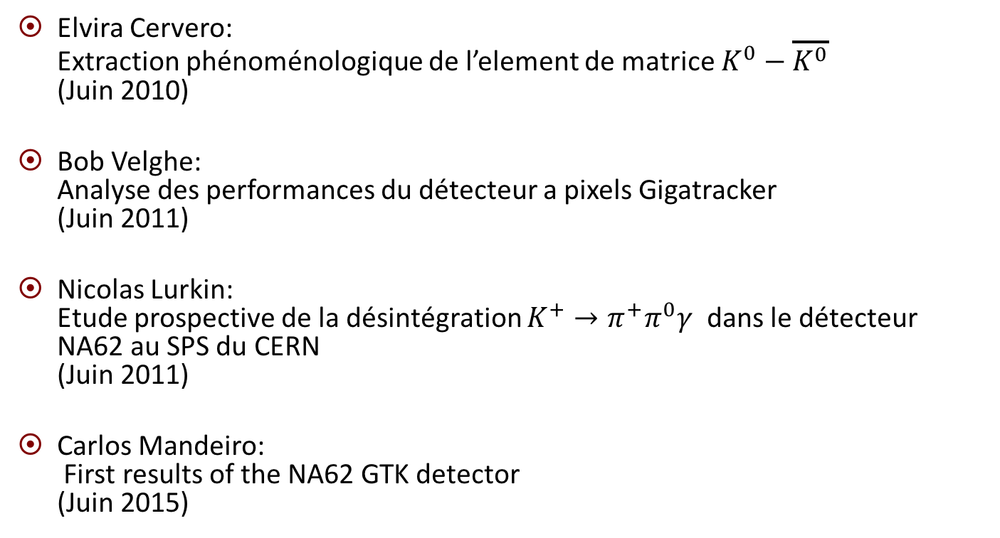 Elvira Cervero:
Extraction phénoménologique de l’element de matrice $K^0 - \overline{K^0}$
(Juin 2010)
Bob Velghe:
Analyse des performances du détecteur a pixels Gigatracker
(Juin 2011)
Nicolas Lurkin:
Etude prospective de la désintégration $K^+ \rightarrow \pi^+\pi^0\gamma$ dans le détecteur
NA62 au SPS du CERN
(Juin 2011)
Carlos Mandeiro:
First results of the NA62 GTK detector
(Juin 2015)